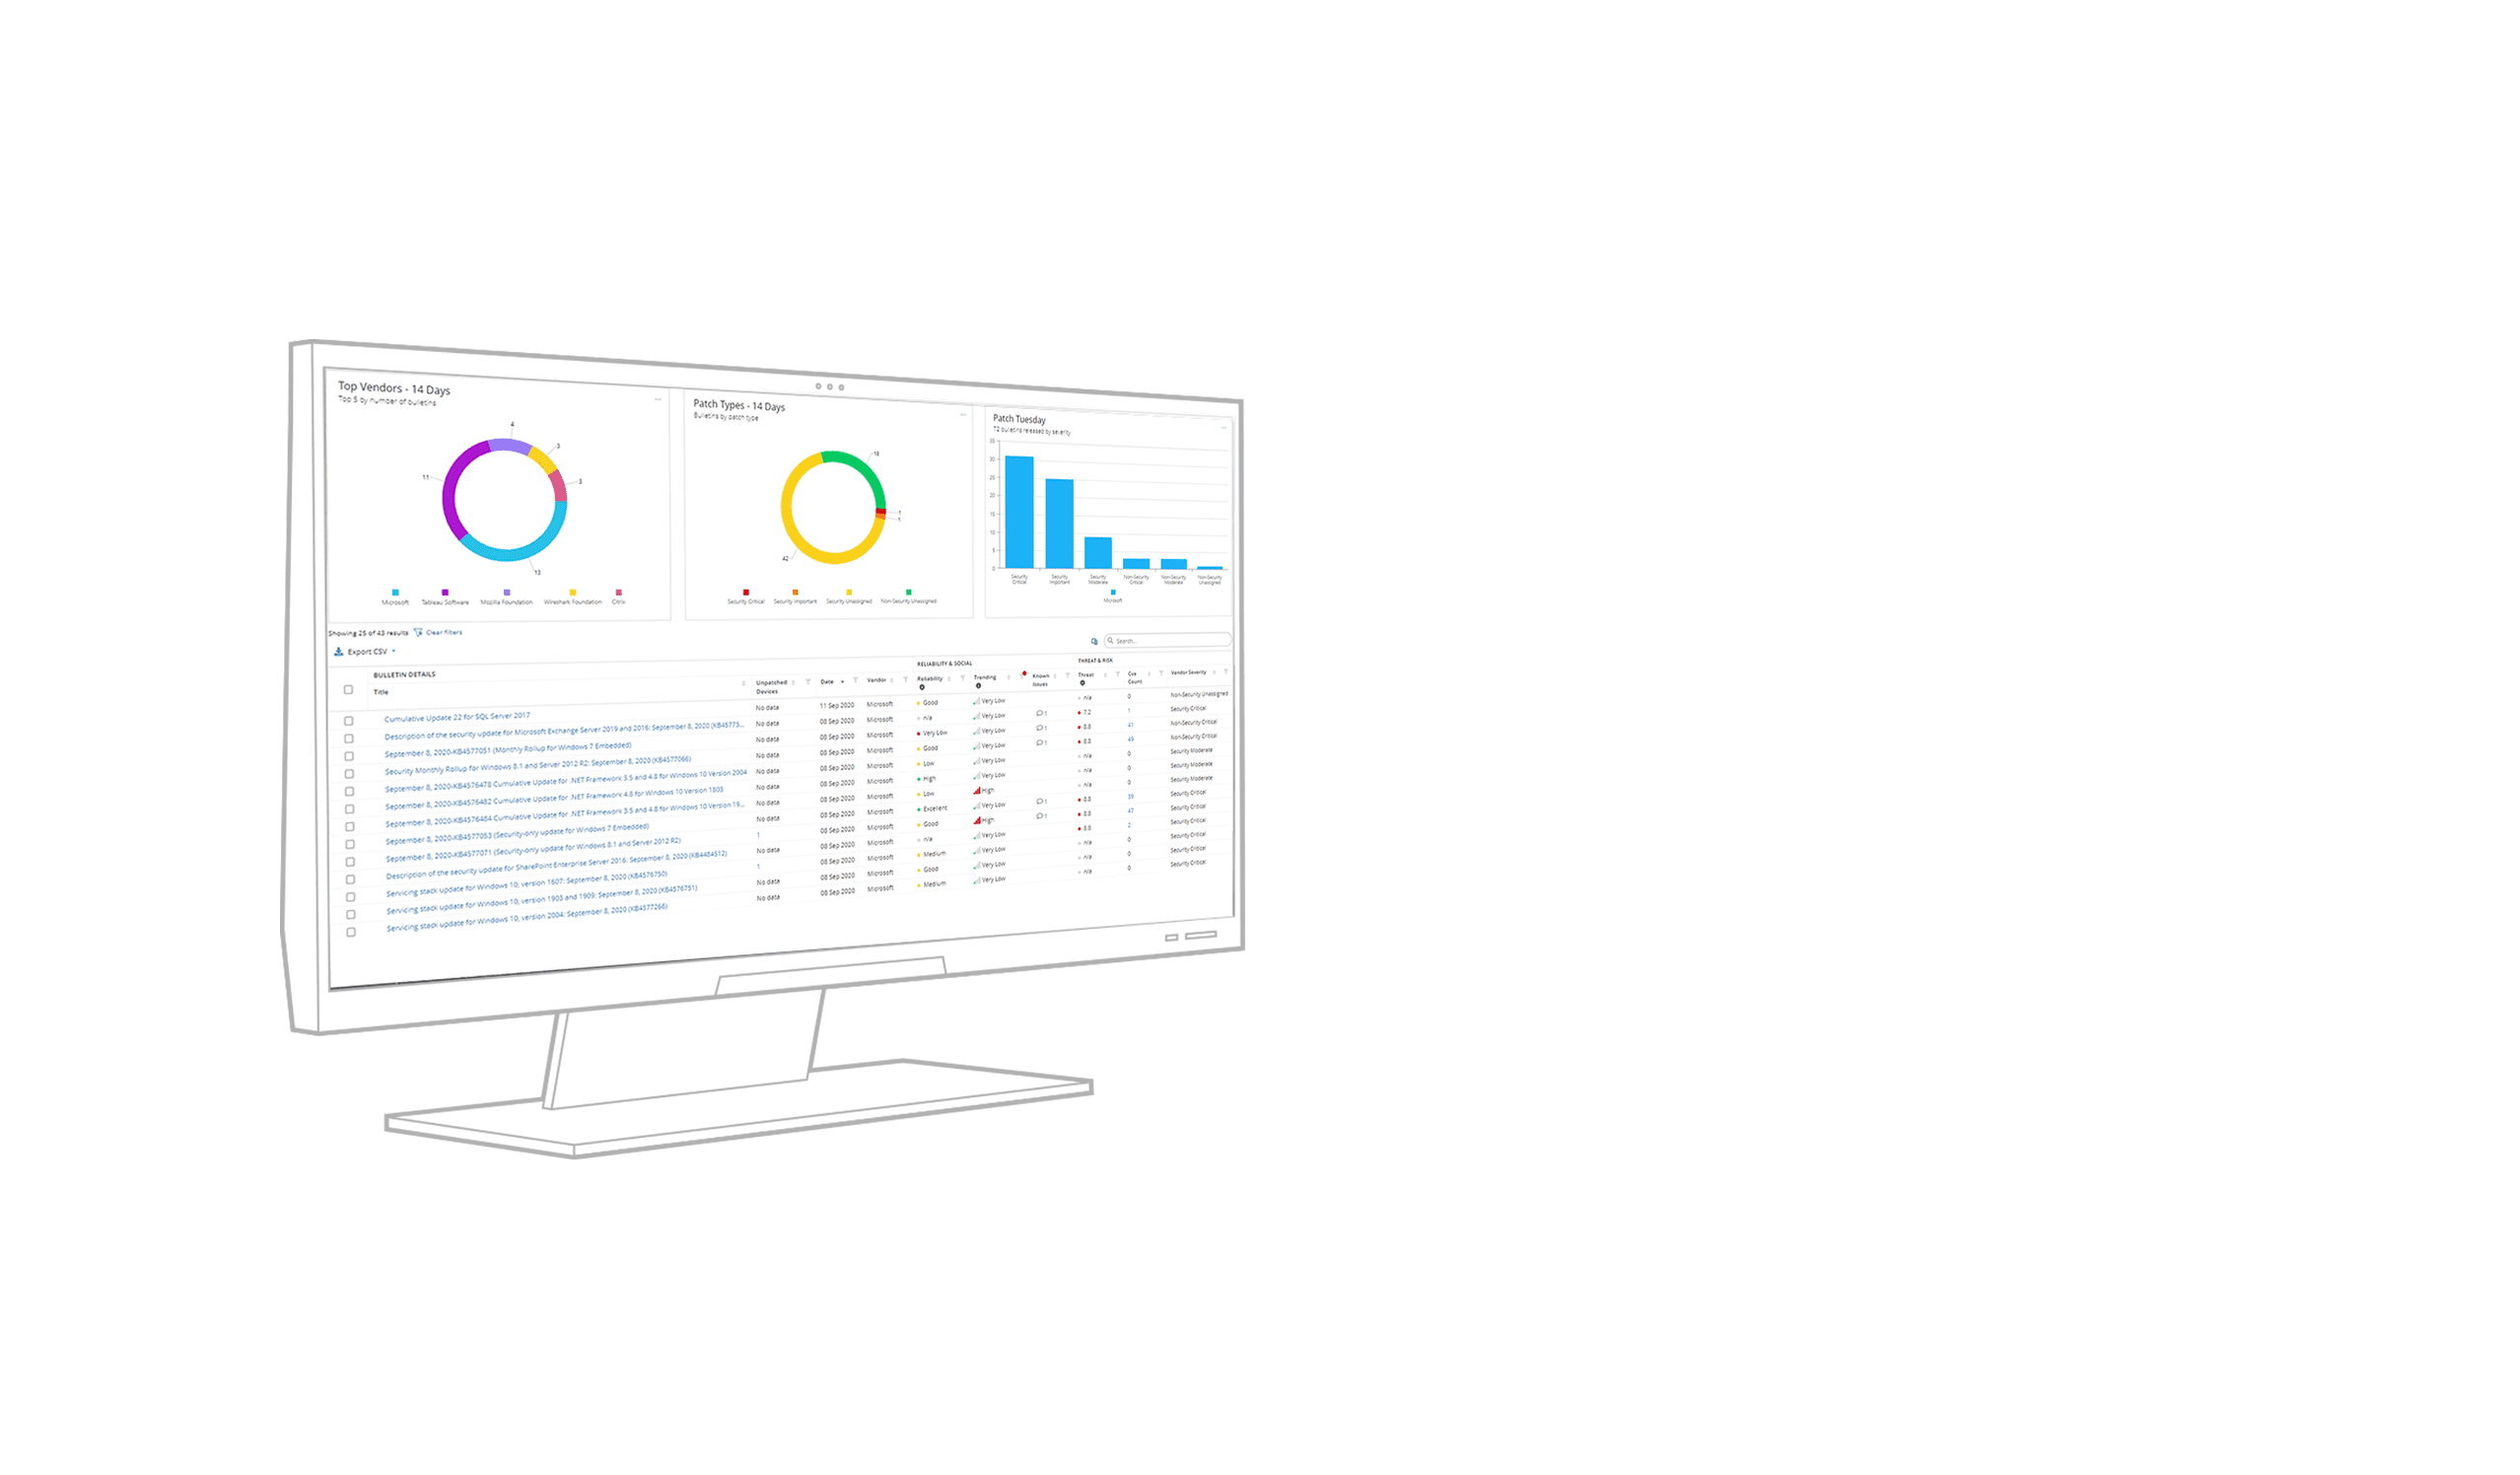 Top Vendors - 14 Days
Top 5 by number of bulletins
4
3
3
11
13
Microsoft
Tableau Software
Mozilla Foundation
Wireshark Foundation
Citrix
Patch Types - 14 Days
Bulletins by patch type
18
1
1
42
Security Critical
Security Important
Security Unassigned
Non-Security Unassigned
Patch Tuesday
72 bulletins released by severity
35
30
25
20
15
10
5
0
Security Critical
Security Important
Security Moderate
Non-Security Critical
Non-Security Moderate
Non-Security Unassigned
Microsoft
Showing 25 of 43 results Clear filters
Search...
Export CSV
BULLETIN DETAILS RELIABILITY & SOCIAL THREAT & RISK
Title Unpatched Devices Date Vendor Reliability Trending Known Issues Threat Cve Count Vendor Severity
Cumulative Update 22 for SQL Server 2017 No data 11 Sep 2020 Microsoft Good Very Low n/a 0 Non-Security Unassigned
Description of the security update for Microsoft Exchange Server 2019 and 2016: September 8, 2020 (KB45773... No data 08 Sep 2020 Microsoft n/a Very Low 1 7.2 1 Security Critical
September 8, 2020-KB4577051 (Monthly Rollup for Windows 7 Embedded) No data 08 Sep 2020 Microsoft Very Low Very Low 1 8.8 41 Non-Security Critical
Security Monthly Rollup for Windows 8.1 and Server 2012 R2: September 8, 2020 (KB4577066) No data 08 Sep 2020 Microsoft Good Very Low 1 8.8 49 Non-Security Critical
September 8, 2020-KB4576478 Cumulative Update for .NET Framework 3.5 and 4.8 for Windows 10 Version 2004 No data 08 Sep 2020 Microsoft Low Very Low n/a 0 Security Moderate
September 8, 2020-KB4576482 Cumulative Update for .NET Framework 4.8 for Windows 10 Version 1803 No data 08 Sep 2020 Microsoft High Very Low n/a 0 Security Moderate
September 8, 2020-KB4576484 Cumulative Update for .NET Framework 3.5 and 4.8 for Windows 10 Version 19... No data 08 Sep 2020 Microsoft Low High n/a 0 Security Moderate
September 8, 2020-KB4577053 (Security-only update for Windows 7 Embedded) No data 08 Sep 2020 Microsoft Excellent Very Low 1 8.8 39 Security Critical
September 8, 2020-KB4577071 (Security-only update for Windows 8.1 and Server 2012 R2) 1 08 Sep 2020 Microsoft Good High 1 8.8 47 Security Critical
Description of the security update for SharePoint Enterprise Server 2016: September 8, 2020 (KB4484512) No data 08 Sep 2020 Microsoft n/a Very Low 8.8 2 Security Critical
Servicing stack update for Windows 10, version 1607: September 8, 2020 (KB4576750) 1 08 Sep 2020 Microsoft Medium Very Low n/a 0 Security Critical
Servicing stack update for Windows 10, version 1903 and 1909: September 8, 2020 (KB4576751) No data 08 Sep 2020 Microsoft Good Very Low n/a 0 Security Critical
Servicing stack update for Windows 10, version 2004: September 8, 2020 (KB4577266) No data 08 Sep 2020 Microsoft Medium Very Low n/a 0 Security Critical